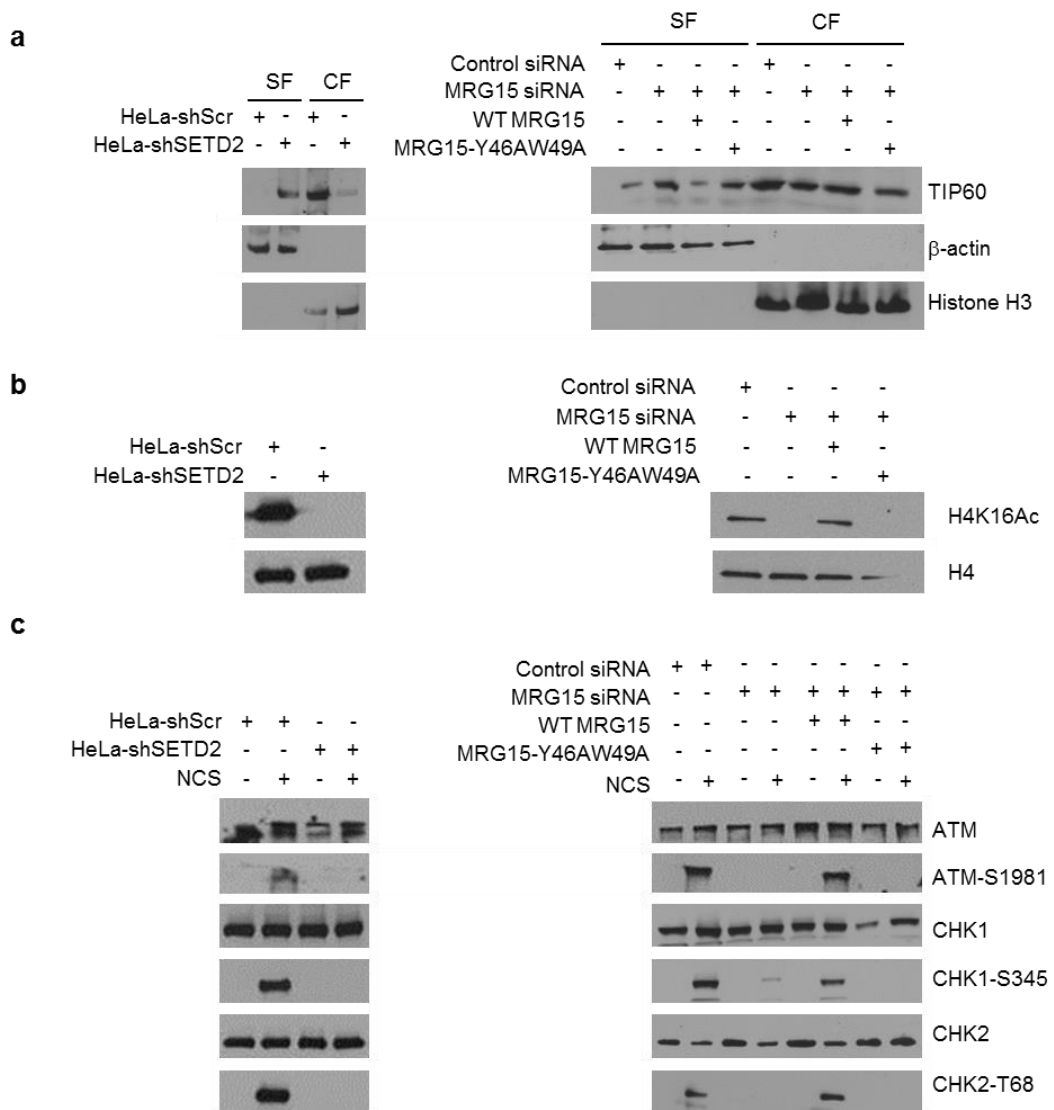 a
SF CF
Control siRNA + - - - + - - -
MRG15 siRNA - + + + - + + +
WT MRG15 - - + - - - + -
MRG15-Y46AW49A - - - + - - - +
SF CF
HeLa-shScr + - + -
HeLa-shSETD2 - + - +
TIP60
β-actin
Histone H3
b
Control siRNA + - - -
MRG15 siRNA - + + +
WT MRG15 - - + -
MRG15-Y46AW49A - - - +
HeLa-shScr + -
HeLa-shSETD2 - +
H4K16Ac
H4
c
Control siRNA + + - - - - - -
MRG15 siRNA - - + + + + + +
WT MRG15 - - - - + + - -
MRG15-Y46AW49A - - - - - - + +
NCS - + - + - + - +
HeLa-shScr + + - -
HeLa-shSETD2 - - + +
NCS - + - +
ATM
ATM-S1981
CHK1
CHK1-S345
CHK2
CHK2-T68